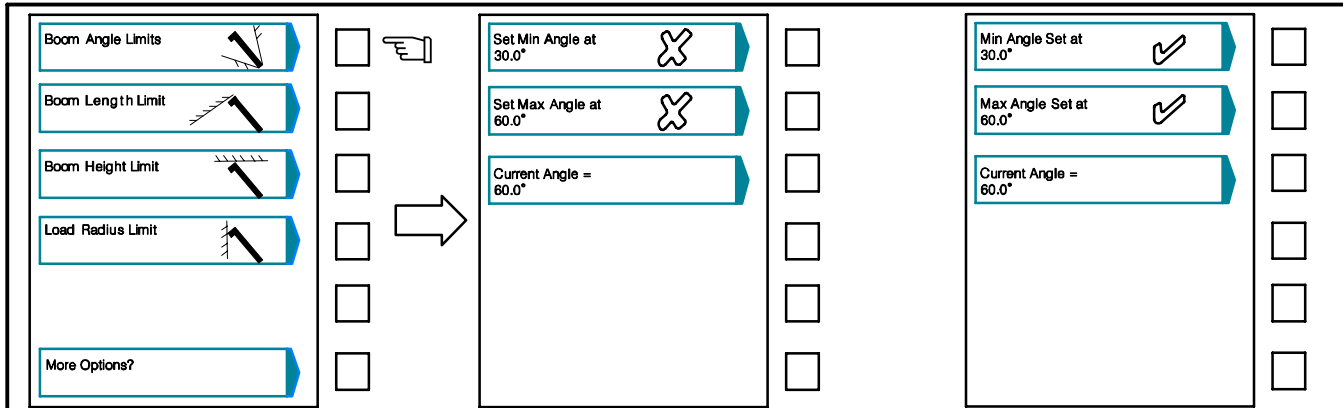 Boom Angle Limits
Boom Length Limit
Boom Height Limit
Load Radius Limit
More Options?
Set Min Angle at
30.0°
Set Max Angle at
60.0°
Current Angle =
60.0°
Min Angle Set at
30.0°
Max Angle Set at
60.0°
Current Angle =
60.0°